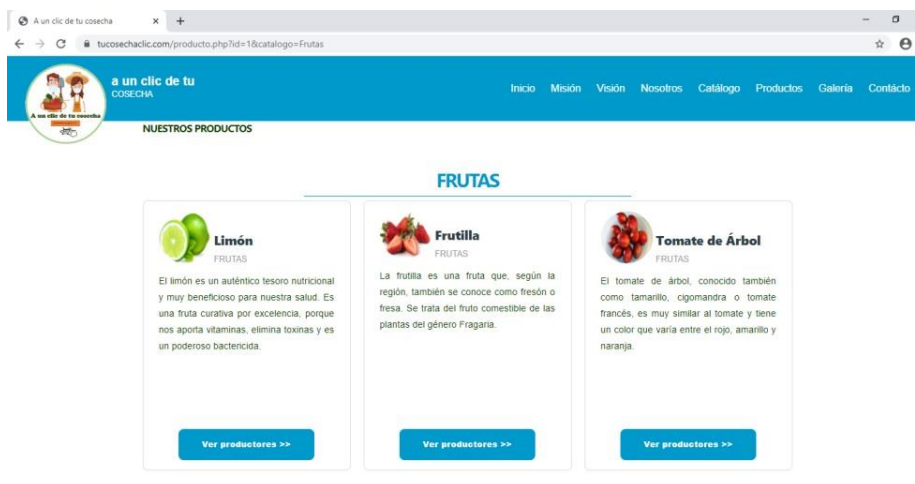 A un clic de tu cosecha
tucosechaclic.com/producto.php?id=1&catalogo=Frutas
a un clic de tu
COSECHA
Inicio Misión Visión Nosotros Catálogo Productos Galería Contácto
A un clic de tu cosecha
NUESTROS PRODUCTOS
FRUTAS
Limón
FRUTAS
El limón es un auténtico tesoro nutricional
y muy beneficioso para nuestra salud. Es
una fruta curativa por excelencia, porque
nos aporta vitaminas, elimina toxinas y es
un poderoso bactericida.
Ver productores >>
Frutilla
FRUTAS
La frutilla es una fruta que, según la
región, también se conoce como fresón o
fresa. Se trata del fruto comestible de las
plantas del género Fragaria.
Ver productores >>
Tomate de Árbol
FRUTAS
El tomate de árbol, conocido también
como tamarillo, cigomandra o tomate
francés, es muy similar al tomate y tiene
un color que varía entre el rojo, amarillo y
naranja.
Ver productores >>